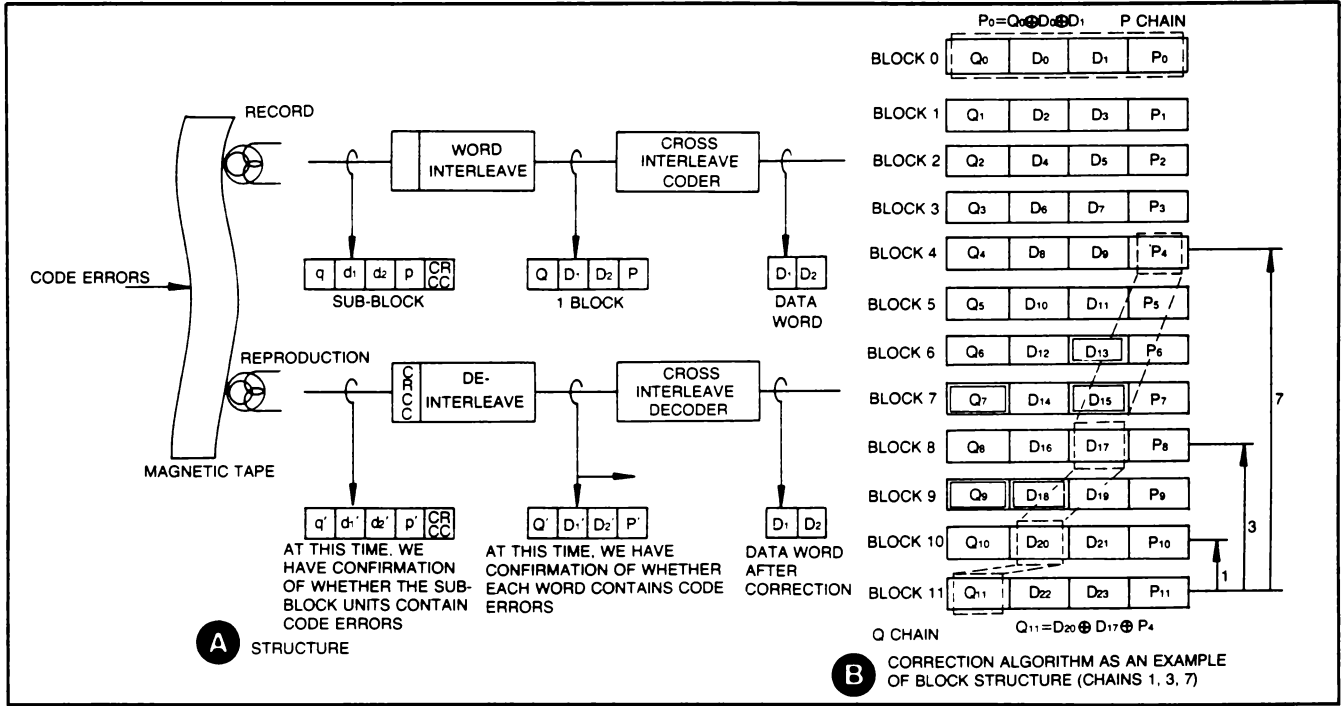 RECORD
WORD
INTERLEAVE
CROSS
INTERLEAVE
CODER
CODE ERRORS
q d1 d2 p CR CC
SUB-BLOCK
Q D1 D2 P
1 BLOCK
D1 D2
DATA
WORD
REPRODUCTION
CRCC
DE-
INTERLEAVE
CROSS
INTERLEAVE
DECODER
MAGNETIC TAPE
q′ d1′ d2′ p′ CR CC
AT THIS TIME, WE
HAVE CONFIRMATION
OF WHETHER THE SUB-
BLOCK UNITS CONTAIN
CODE ERRORS
Q′ D1′ D2′ P′
AT THIS TIME, WE HAVE
CONFIRMATION OF WHETHER
EACH WORD CONTAINS CODE
ERRORS
D1 D2
DATA WORD
AFTER
CORRECTION
A STRUCTURE
P0=Q0⊕D0⊕D1 P CHAIN
BLOCK 0 Q0 D0 D1 P0
BLOCK 1 Q1 D2 D3 P1
BLOCK 2 Q2 D4 D5 P2
BLOCK 3 Q3 D6 D7 P3
BLOCK 4 Q4 D8 D9 P4
BLOCK 5 Q5 D10 D11 P5
BLOCK 6 Q6 D12 D13 P6
BLOCK 7 Q7 D14 D15 P7
7
BLOCK 8 Q8 D16 D17 P8
BLOCK 9 Q9 D18 D19 P9
3
BLOCK 10 Q10 D20 D21 P10
1
BLOCK 11 Q11 D22 D23 P11
Q CHAIN
Q11=D20⊕D17⊕P4
B CORRECTION ALGORITHM AS AN EXAMPLE
OF BLOCK STRUCTURE (CHAINS 1, 3, 7)